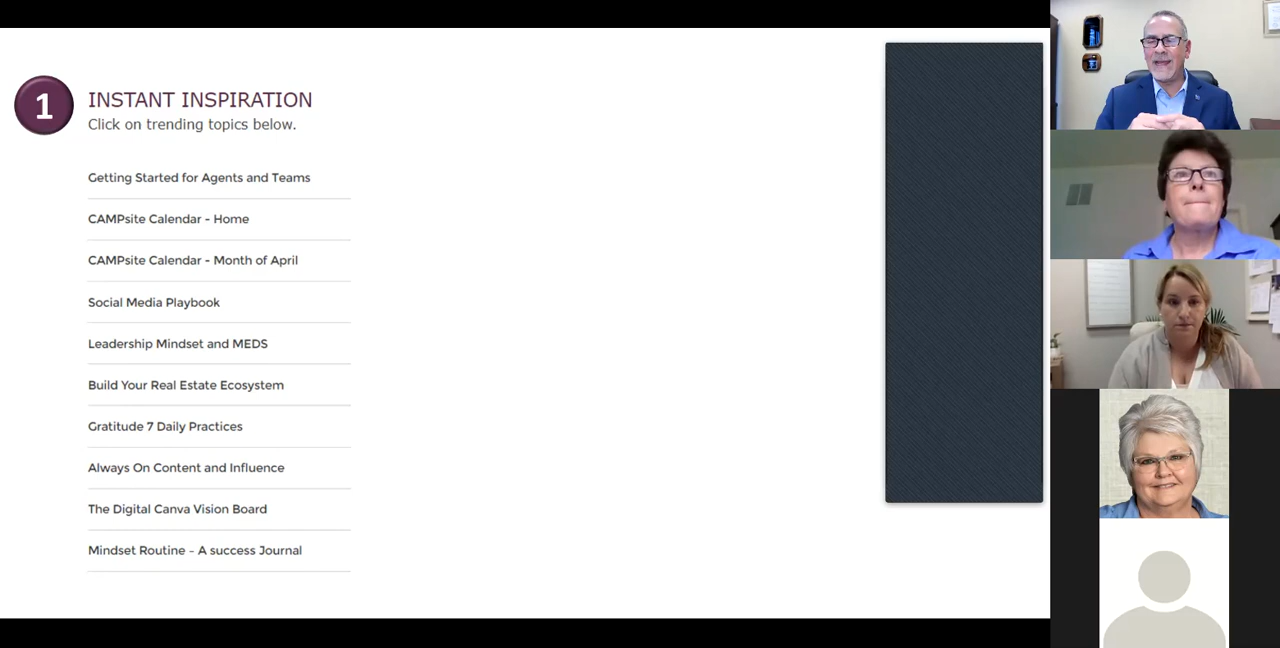 1
INSTANT INSPIRATION
Click on trending topics below.
Getting Started for Agents and Teams
CAMPsite Calendar - Home
CAMPsite Calendar - Month of April
Social Media Playbook
Leadership Mindset and MEDS
Build Your Real Estate Ecosystem
Gratitude 7 Daily Practices
Always On Content and Influence
The Digital Canva Vision Board
Mindset Routine - A success Journal